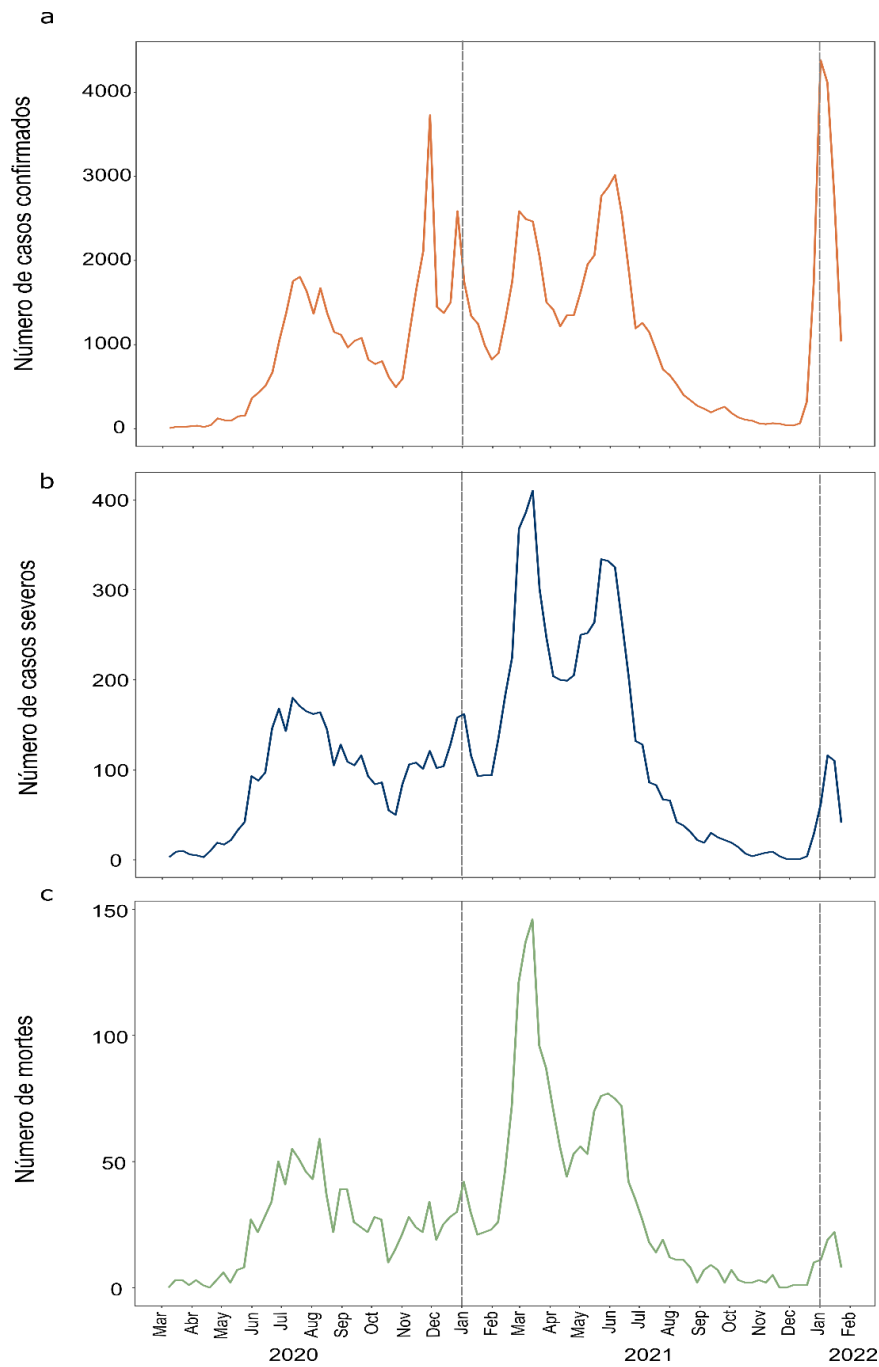 a
Número de casos confirmados
4000
3000
2000
1000
0
b
Número de casos severos
400
300
200
100
0
c
Número de mortes
150
100
50
0
Mar Abr May Jun Jul Aug Sep Oct Nov Dec Jan Feb Mar Apr May Jun Jul Aug Sep Oct Nov Dec Jan Feb
2020 2021 2022